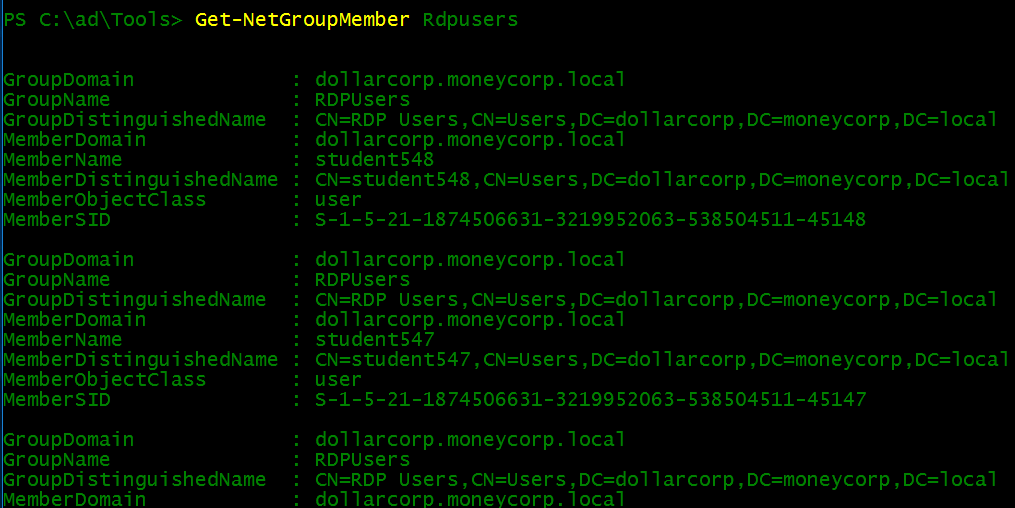 PS C:\ad\Tools> Get-NetGroupMember Rdpusers
GroupDomain : dollarcorp.moneycorp.local
GroupName : RDPUsers
GroupDistinguishedName : CN=RDP Users,CN=Users,DC=dollarcorp,DC=moneycorp,DC=local
MemberDomain : dollarcorp.moneycorp.local
MemberName : student548
MemberDistinguishedName : CN=student548,CN=Users,DC=dollarcorp,DC=moneycorp,DC=local
MemberObjectClass : user
MemberSID : S-1-5-21-1874506631-3219952063-538504511-45148
GroupDomain : dollarcorp.moneycorp.local
GroupName : RDPUsers
GroupDistinguishedName : CN=RDP Users,CN=Users,DC=dollarcorp,DC=moneycorp,DC=local
MemberDomain : dollarcorp.moneycorp.local
MemberName : student547
MemberDistinguishedName : CN=student547,CN=Users,DC=dollarcorp,DC=moneycorp,DC=local
MemberObjectClass : user
MemberSID : S-1-5-21-1874506631-3219952063-538504511-45147
GroupDomain : dollarcorp.moneycorp.local
GroupName : RDPUsers
GroupDistinguishedName : CN=RDP Users,CN=Users,DC=dollarcorp,DC=moneycorp,DC=local
MemberDomain : dollarcorp.moneycorp.local